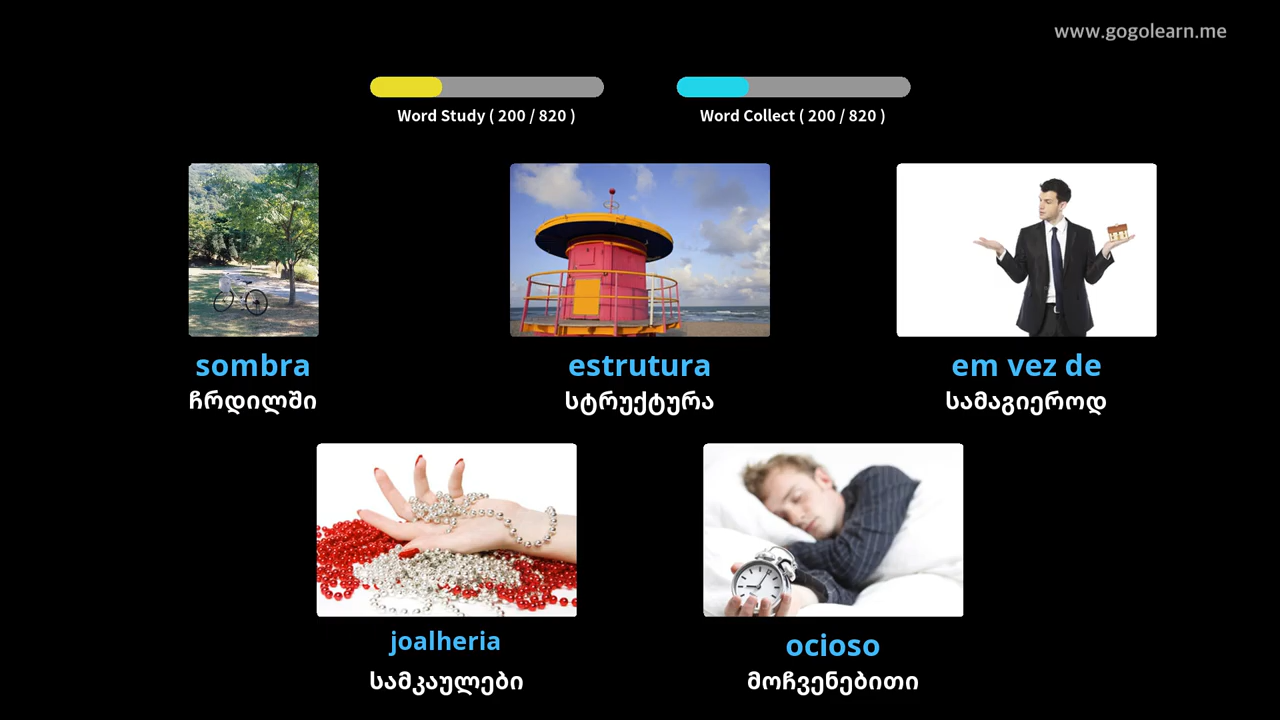 www.gogolearn.me
Word Study ( 200 / 820 )
Word Collect ( 200 / 820 )
sombra
ჩრდილში
estrutura
სტრუქტურა
em vez de
სამაგიეროდ
joalheria
სამკაულები
ocioso
მოჩვენებითი